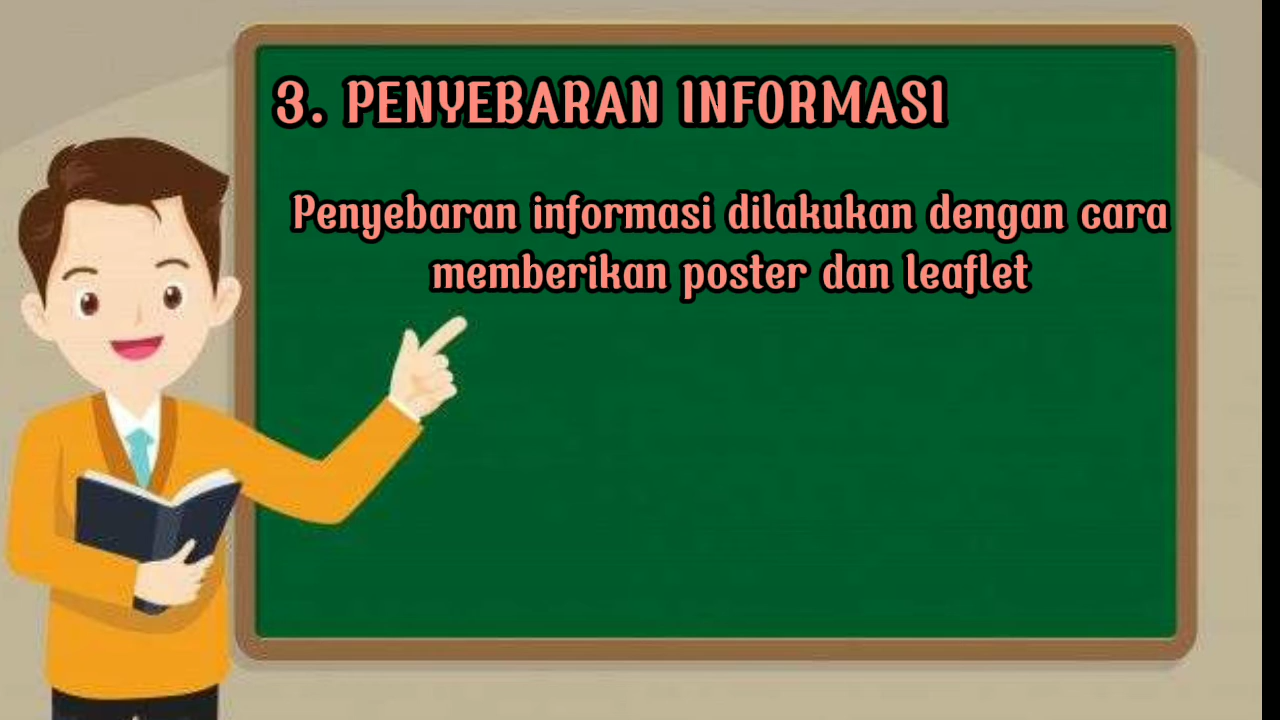 3. PENYEBARAN INFORMASI
Penyebaran informasi dilakukan dengan cara
memberikan poster dan leaflet